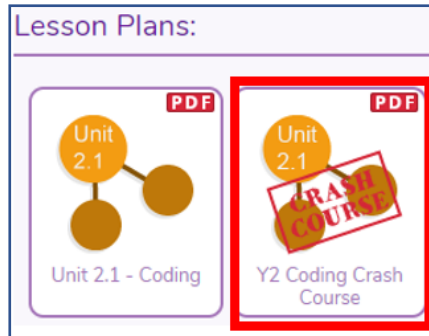 Lesson Plans:
PDF
Unit
2.1
Unit 2.1 - Coding
PDF
Unit
2.1
CRASH
COURSE
Y2 Coding Crash
Course